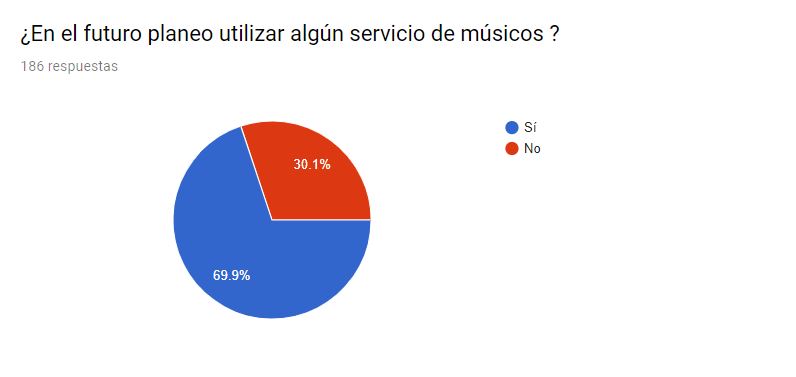 ¿En el futuro planeo utilizar algún servicio de músicos ?
186 respuestas
Sí
No
30.1%
69.9%